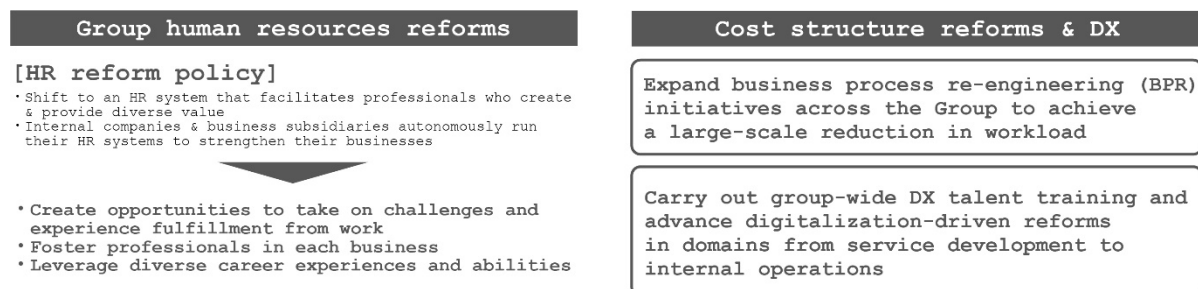 Group human resources reforms
[HR reform policy]
・Shift to an HR system that facilitates professionals who create
& provide diverse value
・Internal companies & business subsidiaries autonomously run
their HR systems to strengthen their businesses
・Create opportunities to take on challenges and
experience fulfillment from work
・Foster professionals in each business
・Leverage diverse career experiences and abilities
Cost structure reforms & DX
Expand business process re-engineering (BPR)
initiatives across the Group to achieve
a large-scale reduction in workload
Carry out group-wide DX talent training and
advance digitalization-driven reforms
in domains from service development to
internal operations